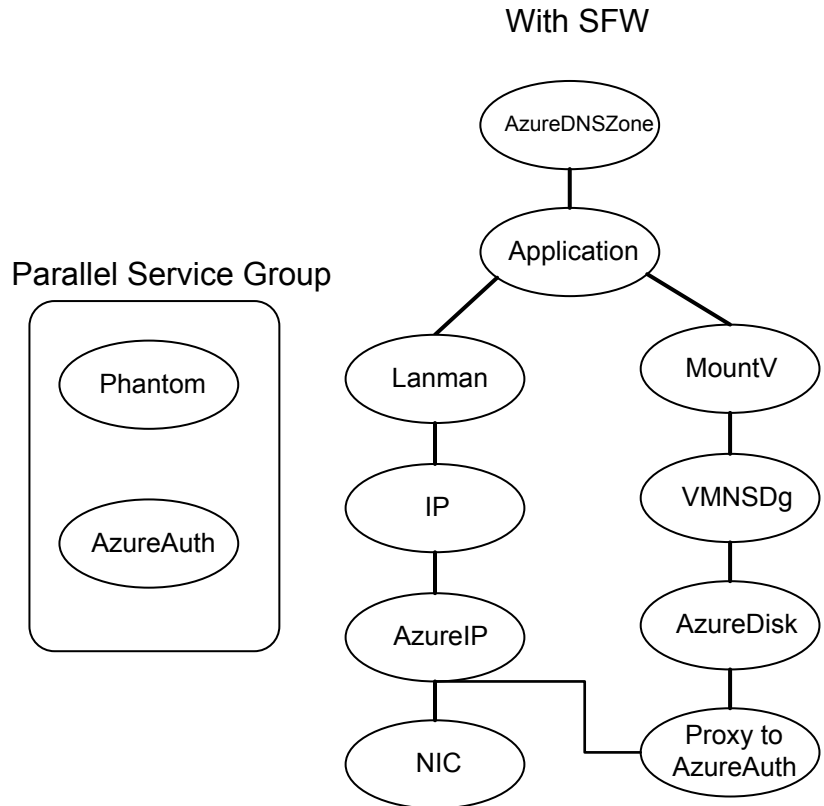 With SFW
AzureDNSZone
Application
Parallel Service Group
Phantom
AzureAuth
Lanman
MountV
IP
VMNSDg
AzureIP
AzureDisk
NIC
Proxy to
AzureAuth